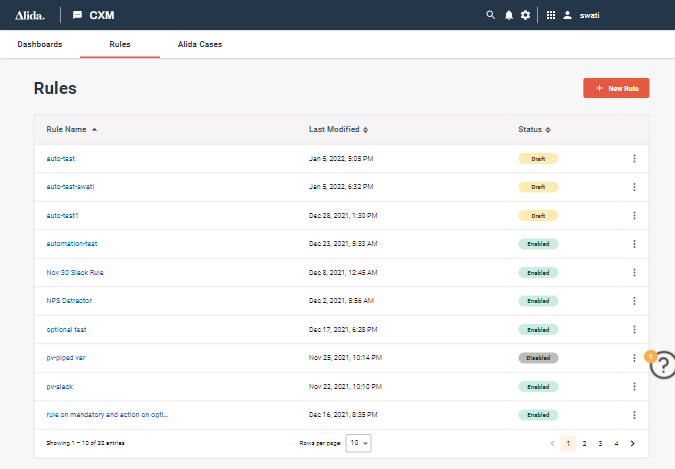 Alida. CXM swati
Dashboards Rules Alida Cases
Rules
+ New Rule
Rule Name Last Modified Status
auto-test Jan 5, 2022, 5:05 PM Draft
auto-test-swati Jan 5, 2022, 6:32 PM Draft
auto-test1 Dec 28, 2021, 1:30 PM Draft
automation-test Dec 23, 2021, 5:33 AM Enabled
Nov 30 Slack Rule Dec 8, 2021, 12:45 AM Enabled
NPS Detractor Dec 2, 2021, 5:56 AM Enabled
optional test Dec 17, 2021, 6:28 PM Enabled
pv-piped var Nov 25, 2021, 10:14 PM Disabled
1 ?
pv-slack Nov 22, 2021, 10:10 PM Enabled
rule on mandatory and action on opti... Dec 16, 2021, 8:35 PM Enabled
Showing 1 – 10 of 32 entries Rows per page: 10 < 1 2 3 4 >